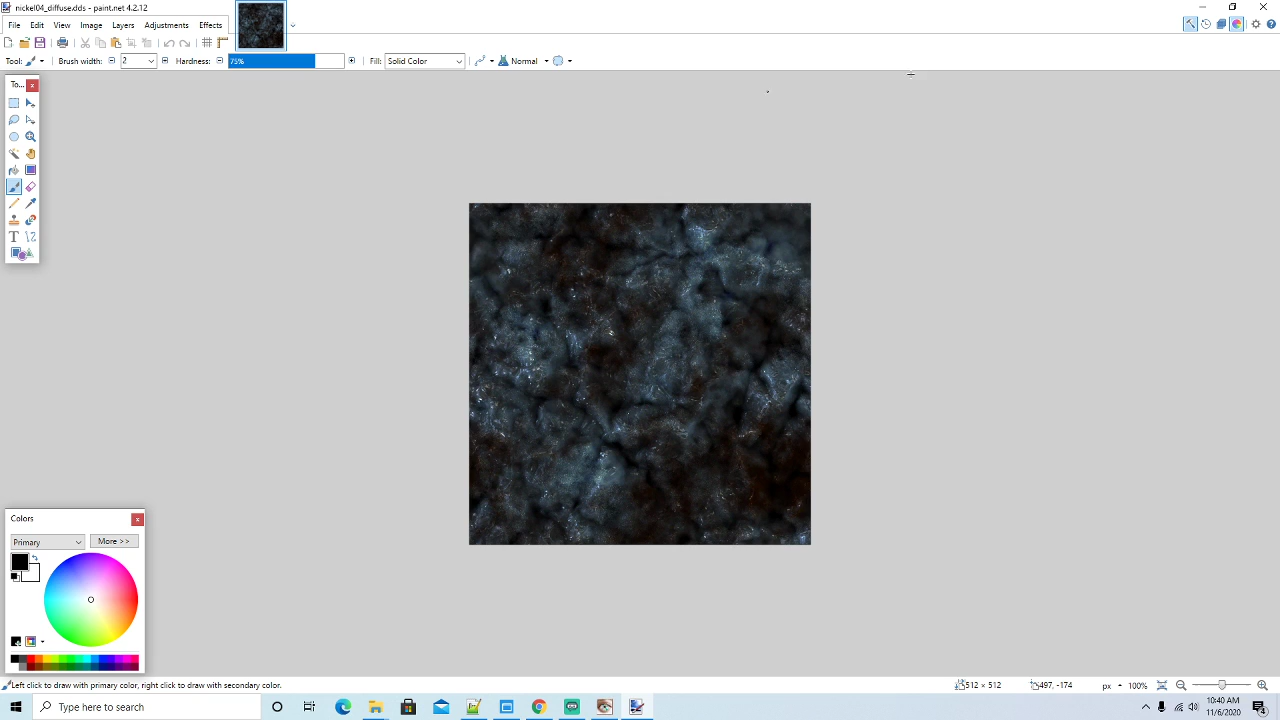 nickel04_diffuse.dds - paint.net 4.2.12
File Edit View Image Layers Adjustments Effects
Tool: Brush width: 2 Hardness: 75% Fill: Solid Color Normal
To...
Colors
Primary More >>
Left click to draw with primary color, right click to draw with secondary color. 512 × 512 497, -174 px 100%
Type here to search
10:40 AM
11/6/2020